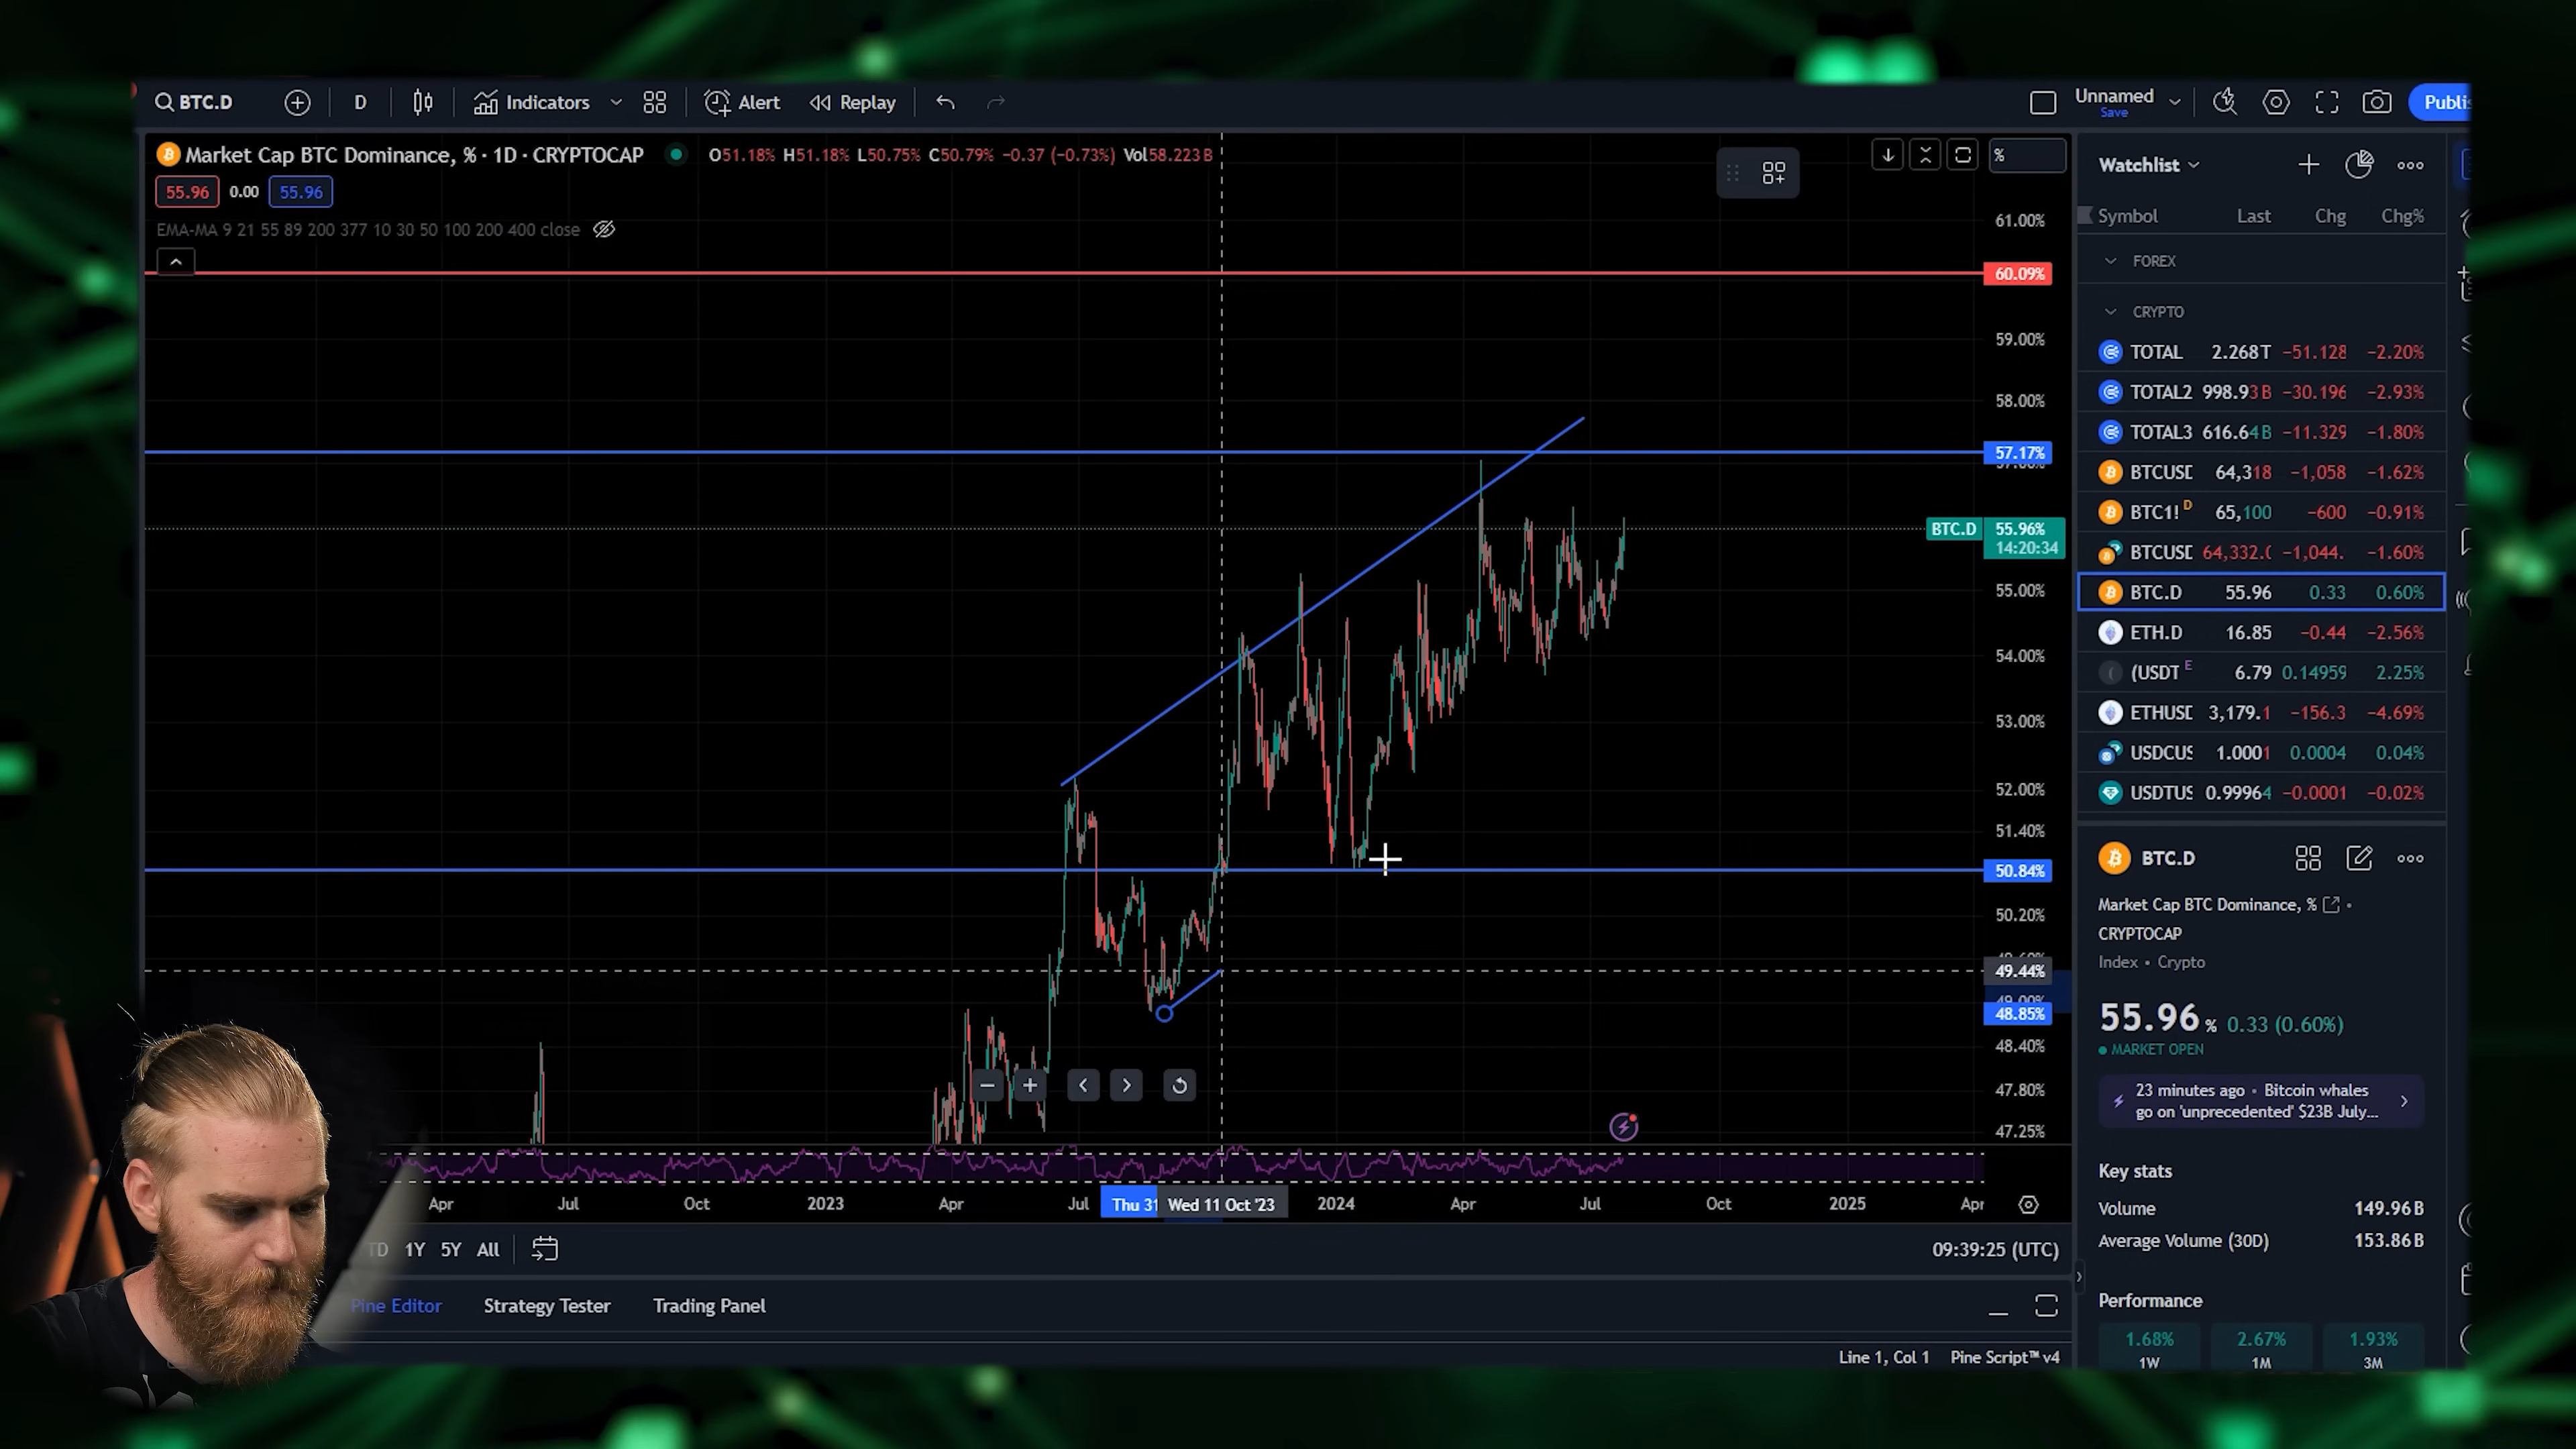 BTC.D
D
Indicators
Alert
Replay
Unnamed
Save
Market Cap BTC Dominance, % · 1D · CRYPTOCAP
O51.18% H51.18% L50.75% C50.79% −0.37 (−0.73%) Vol58.223B
%
55.96 0.00 55.96
EMA-MA 9 21 55 89 200 377 10 30 50 100 200 400 close
61.00%
60.09%
59.00%
58.00%
57.17%
BTC.D 55.96%
14:20:34
55.00%
54.00%
53.00%
52.00%
51.40%
50.84%
50.20%
49.44%
48.85%
48.40%
47.80%
47.25%
Apr Jul Oct 2023 Apr Jul Thu 31 Wed 11 Oct '23 2024 Apr Jul Oct 2025 Apr
1Y 5Y All
09:39:25 (UTC)
Pine Editor Strategy Tester Trading Panel
Line 1, Col 1 Pine Script™ v4
Watchlist
Symbol Last Chg Chg%
FOREX
CRYPTO
TOTAL 2.268T −51.128 −2.20%
TOTAL2 998.93B −30.196 −2.93%
TOTAL3 616.64B −11.329 −1.80%
BTCUSD 64,318 −1,058 −1.62%
BTC1! D 65,100 −600 −0.91%
BTCUSD 64,332.0 −1,044. −1.60%
BTC.D 55.96 0.33 0.60%
ETH.D 16.85 −0.44 −2.56%
(USDT E 6.79 0.14959 2.25%
ETHUSD 3,179.1 −156.3 −4.69%
USDCUS 1.0001 0.0004 0.04%
USDTUS 0.99964 −0.0001 −0.02%
BTC.D
Market Cap BTC Dominance, %
CRYPTOCAP
Index • Crypto
55.96 % 0.33 (0.60%)
MARKET OPEN
23 minutes ago • Bitcoin whales
go on 'unprecedented' $23B July...
Key stats
Volume 149.96B
Average Volume (30D) 153.86B
Performance
1.68% 2.67% 1.93%
1W 1M 3M